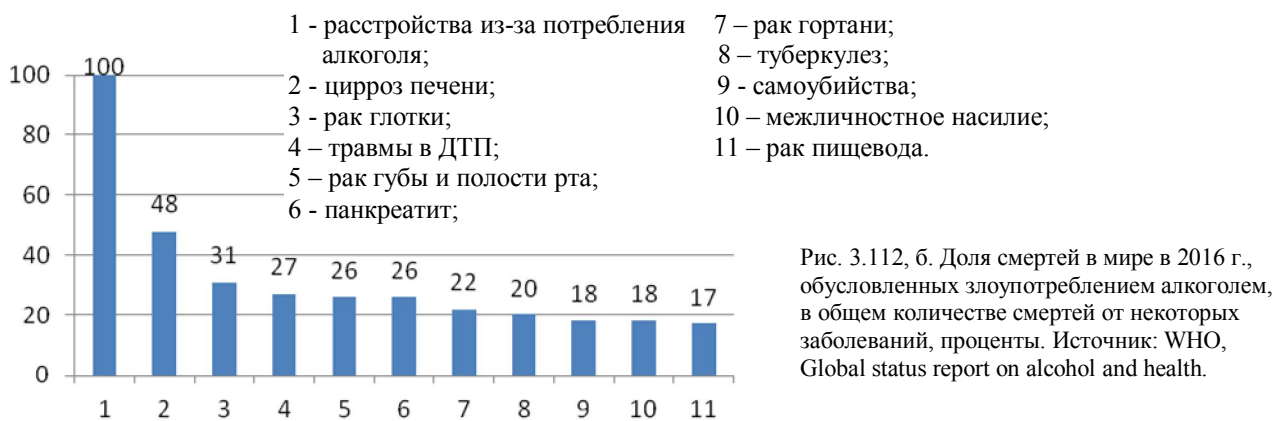 1 - расстройства из-за потребления
алкоголя;
2 - цирроз печени;
3 - рак глотки;
4 – травмы в ДТП;
5 – рак губы и полости рта;
6 - панкреатит;
7 – рак гортани;
8 – туберкулез;
9 - самоубийства;
10 – межличностное насилие;
11 – рак пищевода.
100
80
60
40
20
0
100
48
31
27
26
26
22
20
18
18
17
1 2 3 4 5 6 7 8 9 10 11
Рис. 3.112, б. Доля смертей в мире в 2016 г.,
обусловленных злоупотреблением алкоголем,
в общем количестве смертей от некоторых
заболеваний, проценты. Источник: WHO,
Global status report on alcohol and health.